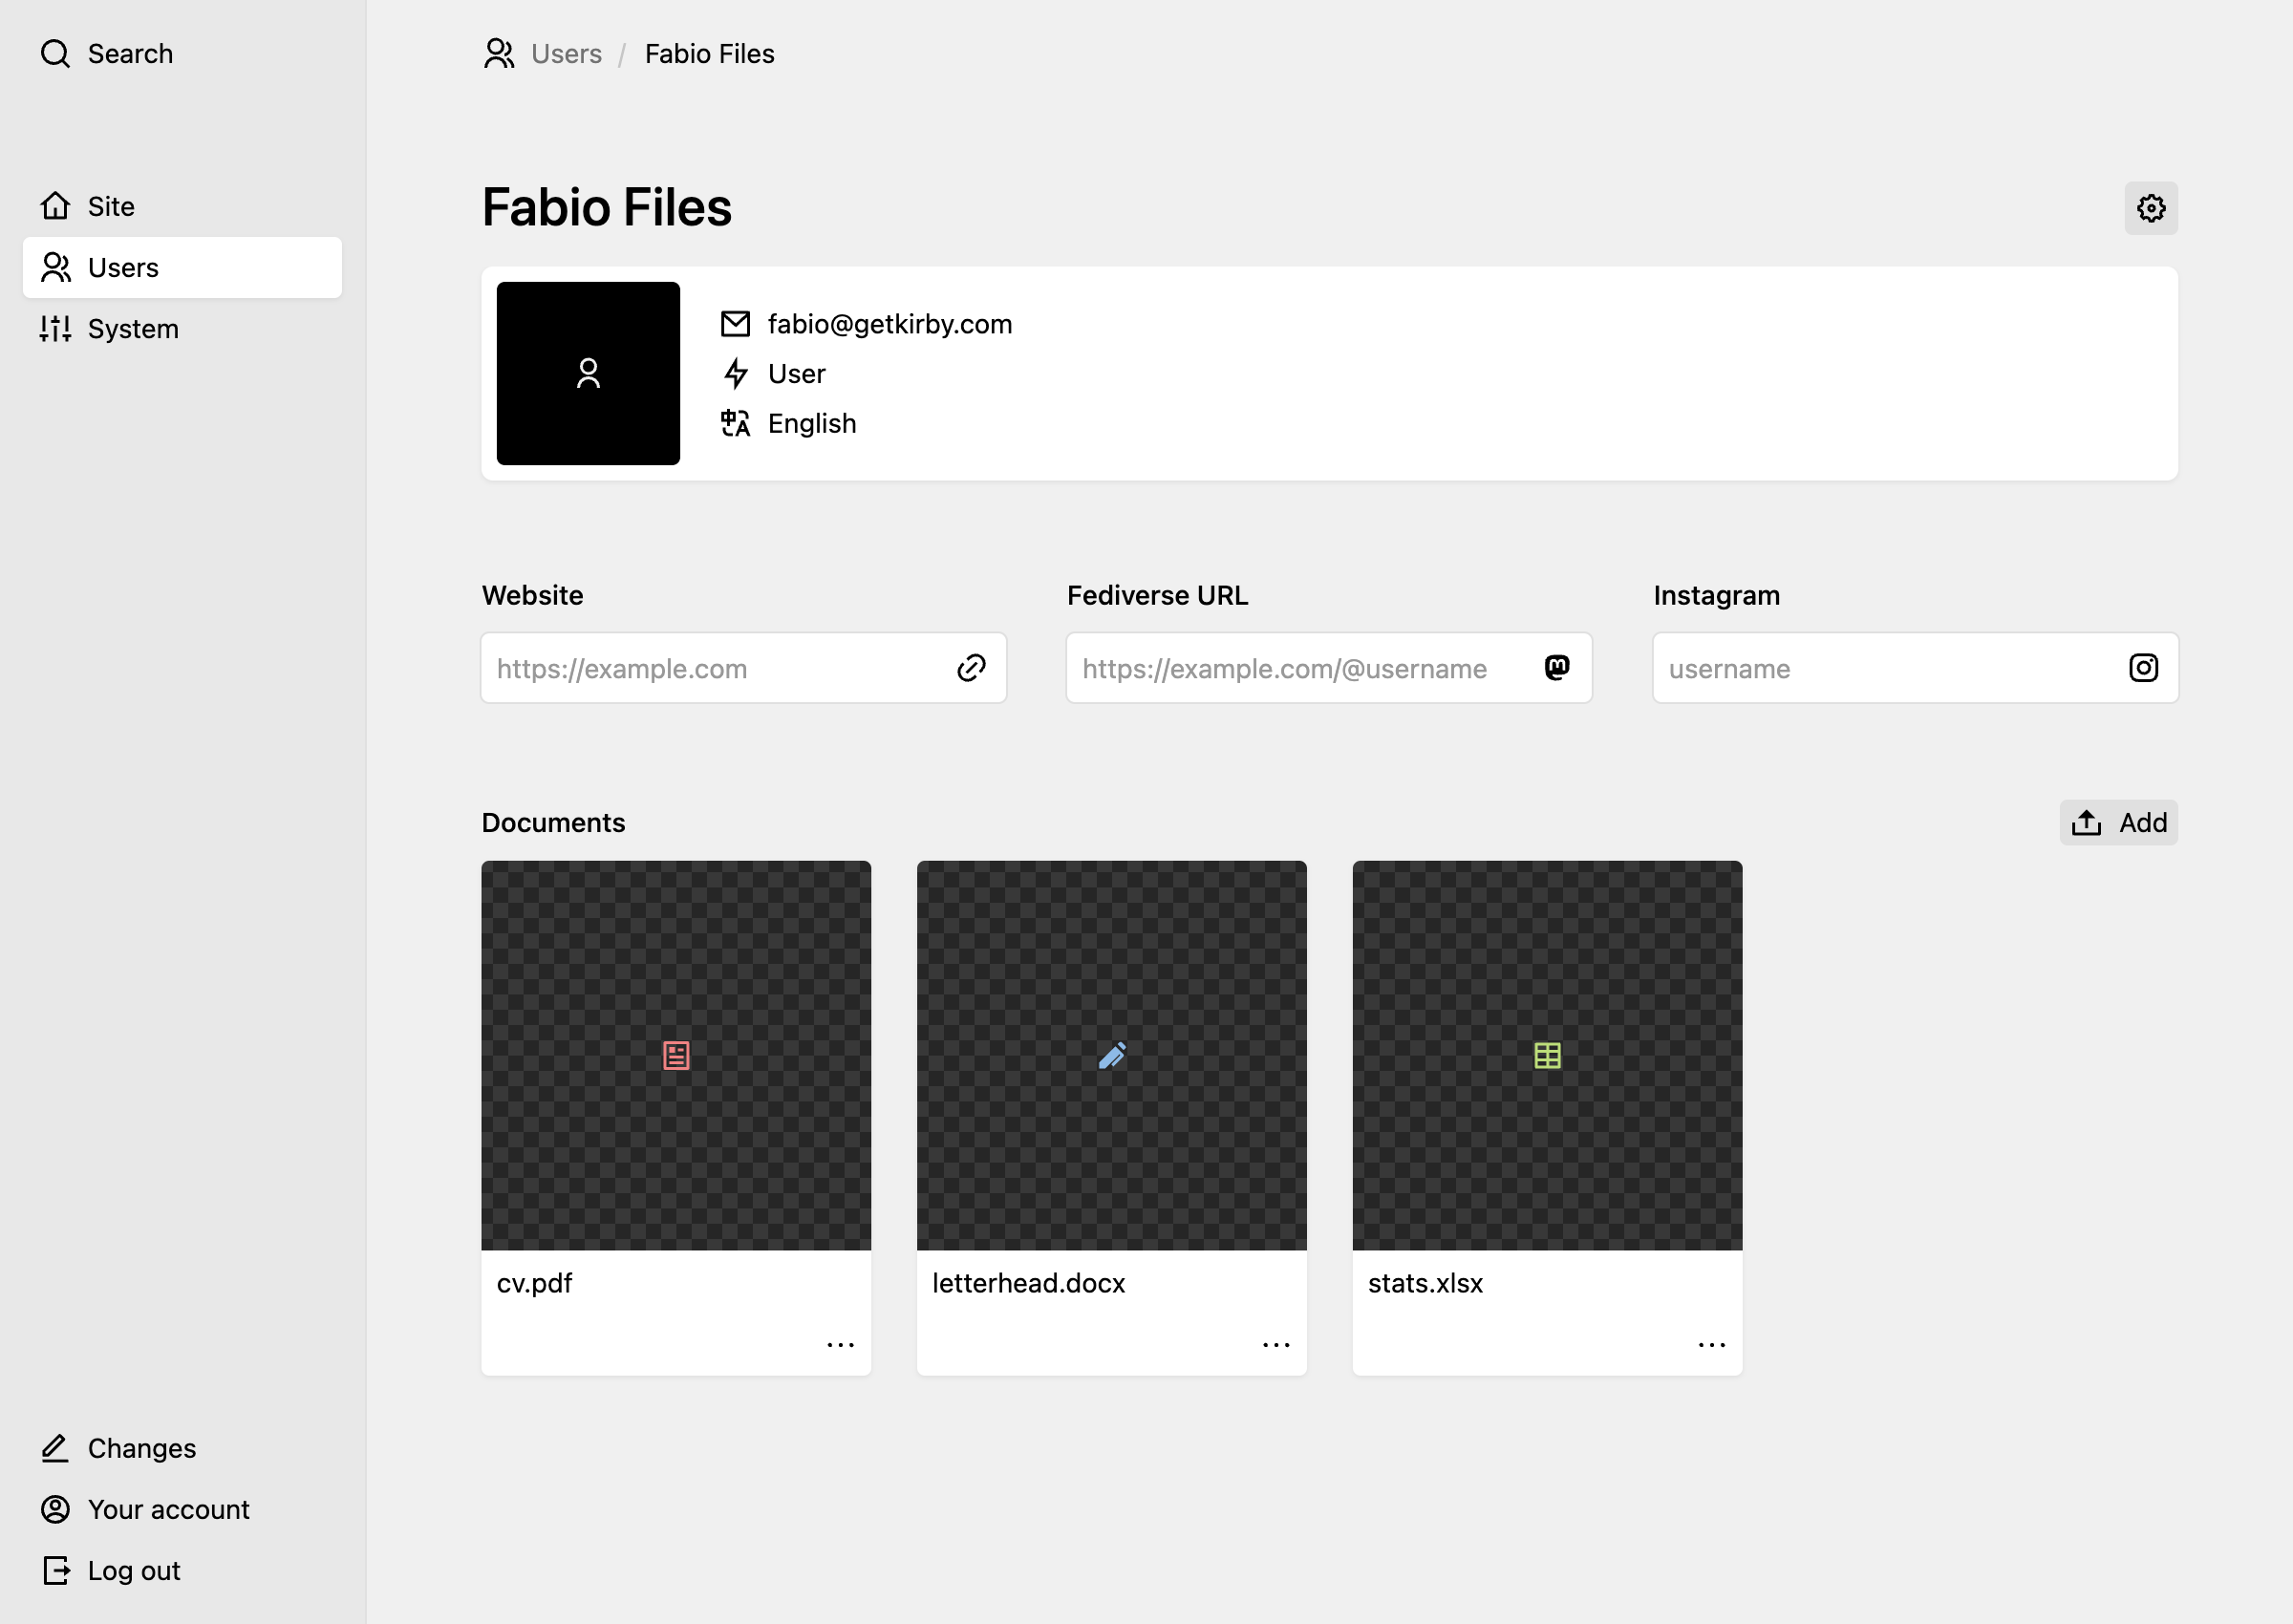 Search
Site
Users
System
Changes
Your account
Log out
Users / Fabio Files
Fabio Files
fabio@getkirby.com
User
English
Website
https://example.com
Fediverse URL
https://example.com/@username
Instagram
username
Documents
Add
cv.pdf
letterhead.docx
stats.xlsx